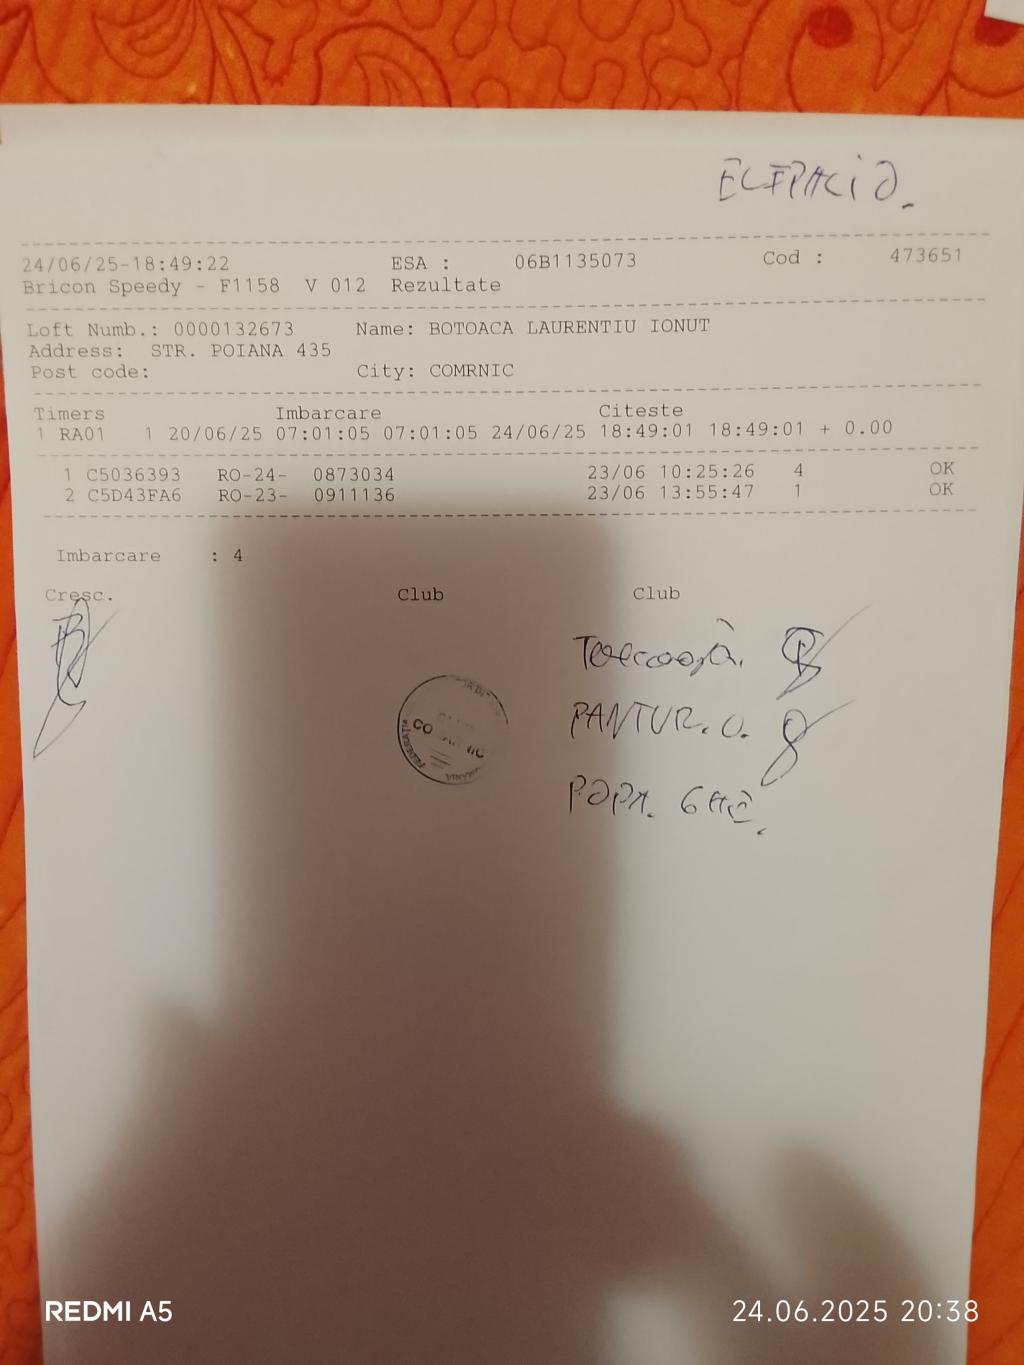 24/06/25-18:49:22 ESA : 06B1135073 Cod : 473651
Bricon Speedy - F1158 V 012 Rezultate
Loft Numb.: 0000132673 Name: BOTOACA LAURENTIU IONUT
Address: STR. POIANA 435
Post code: City: COMRNIC
Timers Imbarcare Citeste
1 RA01 1 20/06/25 07:01:05 07:01:05 24/06/25 18:49:01 18:49:01 + 0.00
1 C5036393 RO-24- 0873034 23/06 10:25:26 4 OK
2 C5D43FA6 RO-23- 0911136 23/06 13:55:47 1 OK
Imbarcare : 4
Cresc. Club Club
PANTUR. O.
POPA. GHE.
REDMI A5 24.06.2025 20:38